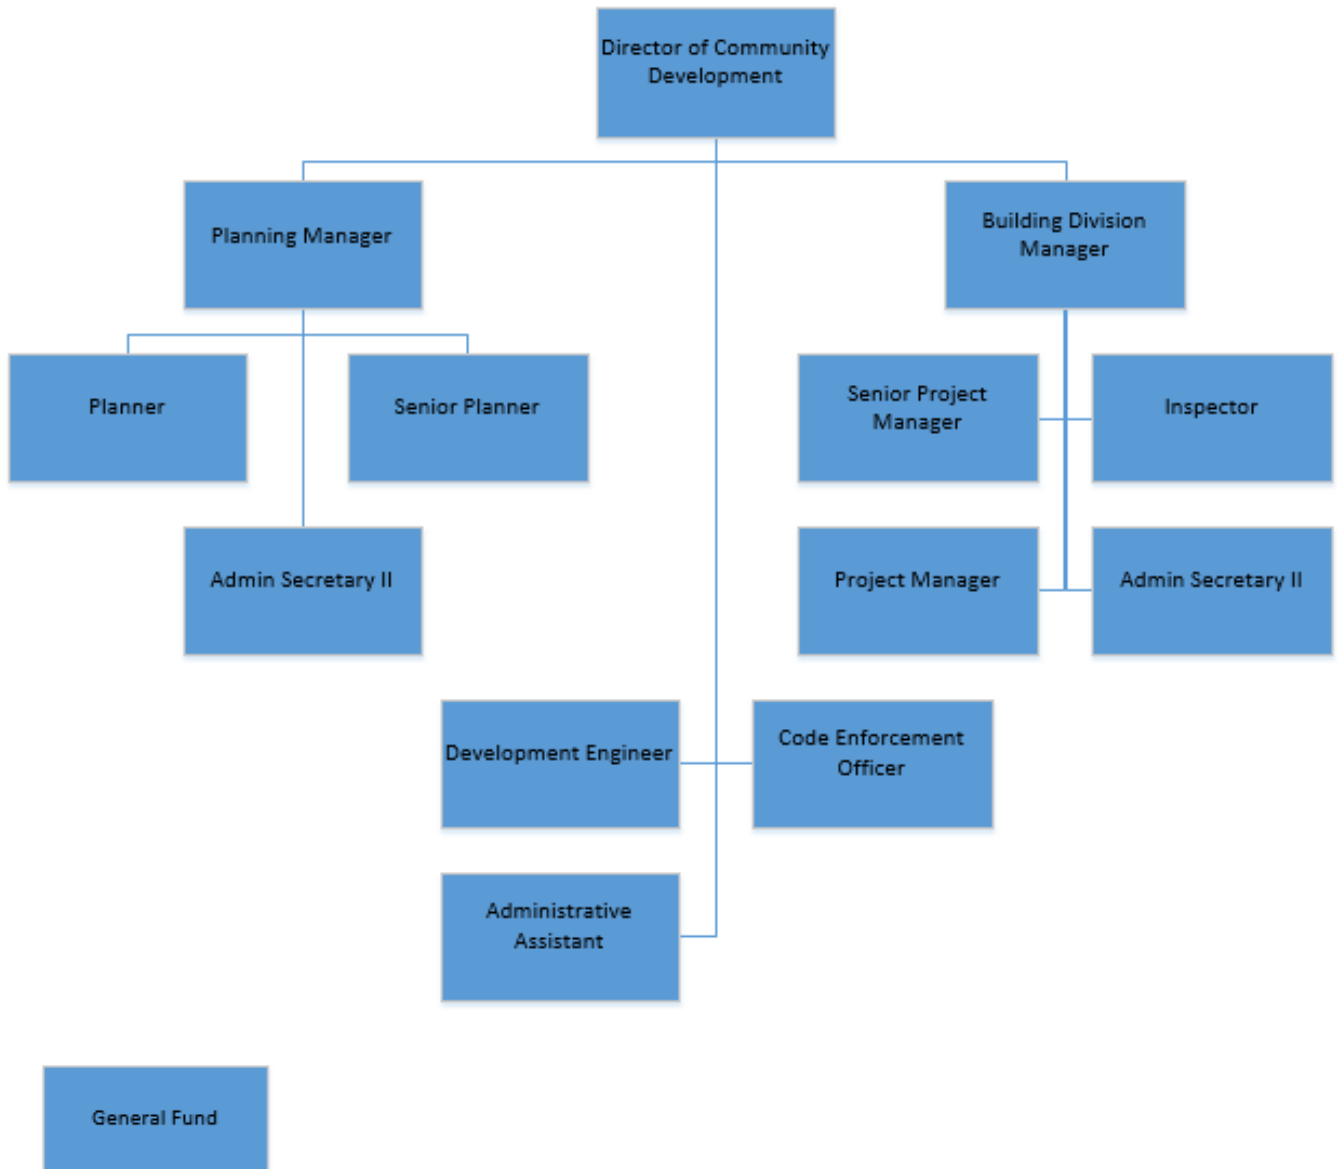 Director of Community
Development
Planning Manager
Building Division
Manager
Planner
Senior Planner
Senior Project
Manager
Inspector
Admin Secretary II
Project Manager
Admin Secretary II
Development Engineer
Code Enforcement
Officer
Administrative
Assistant
General Fund